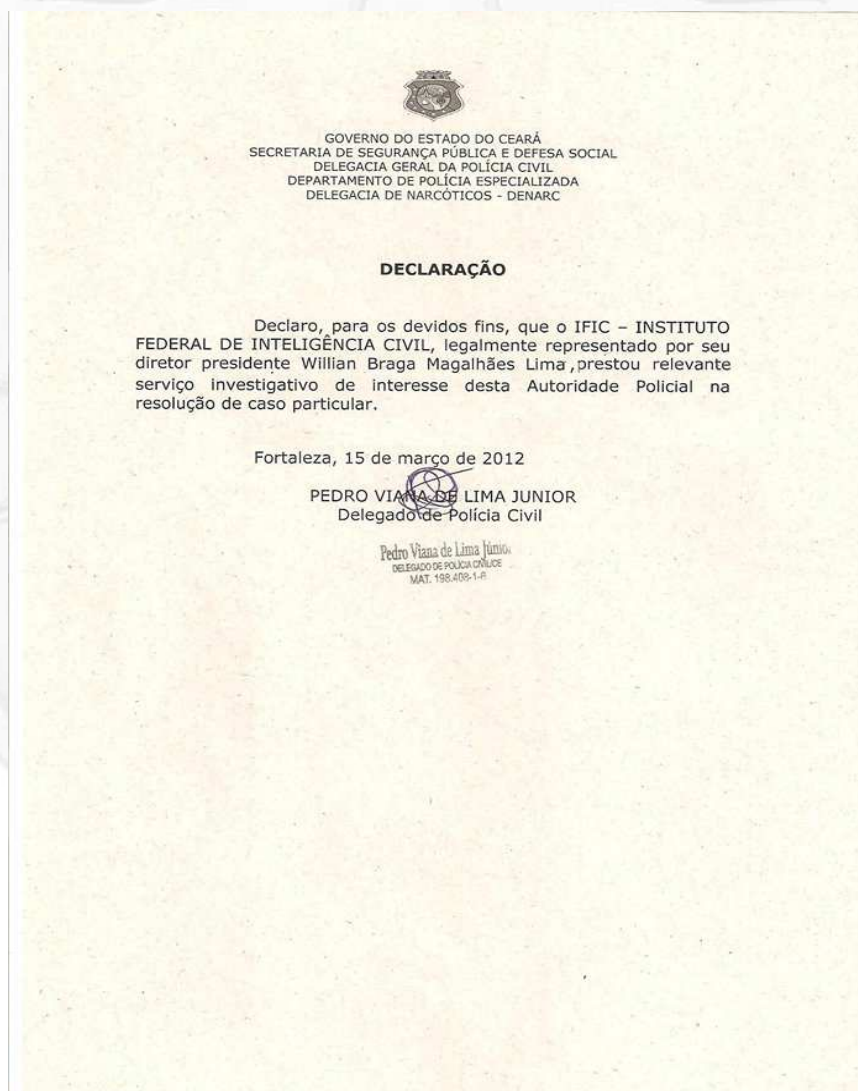 GOVERNO DO ESTADO DO CEARÁ
SECRETARIA DE SEGURANÇA PÚBLICA E DEFESA SOCIAL
DELEGACIA GERAL DA POLÍCIA CIVIL
DEPARTAMENTO DE POLÍCIA ESPECIALIZADA
DELEGACIA DE NARCÓTICOS - DENARC
DECLARAÇÃO
Declaro, para os devidos fins, que o IFIC – INSTITUTO
FEDERAL DE INTELIGÊNCIA CIVIL, legalmente representado por seu
diretor presidente Willian Braga Magalhães Lima ,prestou relevante
serviço investigativo de interesse desta Autoridade Policial na
resolução de caso particular.
Fortaleza, 15 de março de 2012
PEDRO VIANA DE LIMA JUNIOR
Delegado de Polícia Civil
Pedro Viana de Lima Júnior
DELEGADO DE POLÍCIA CIVIL/CE
MAT. 198.408-1-